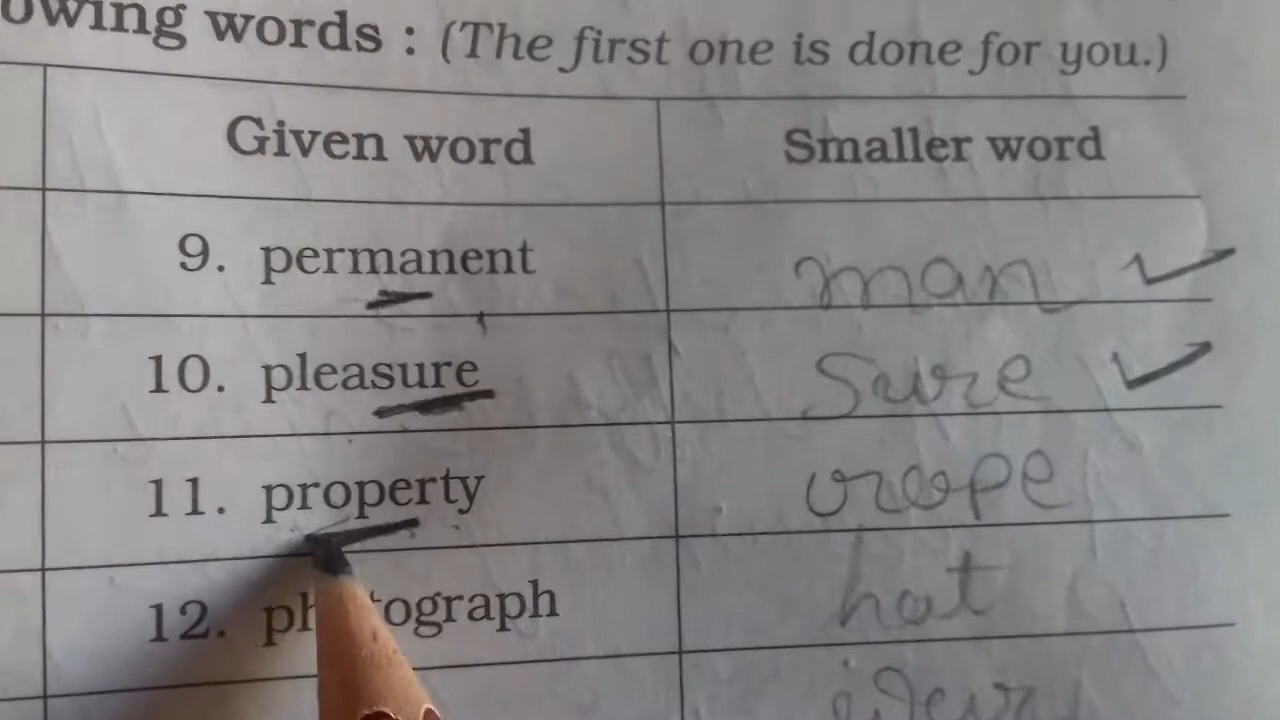 owing words : (The first one is done for you.)
Given word Smaller word
9. permanent man
10. pleasure Sure
11. property rope
12. photograph hot